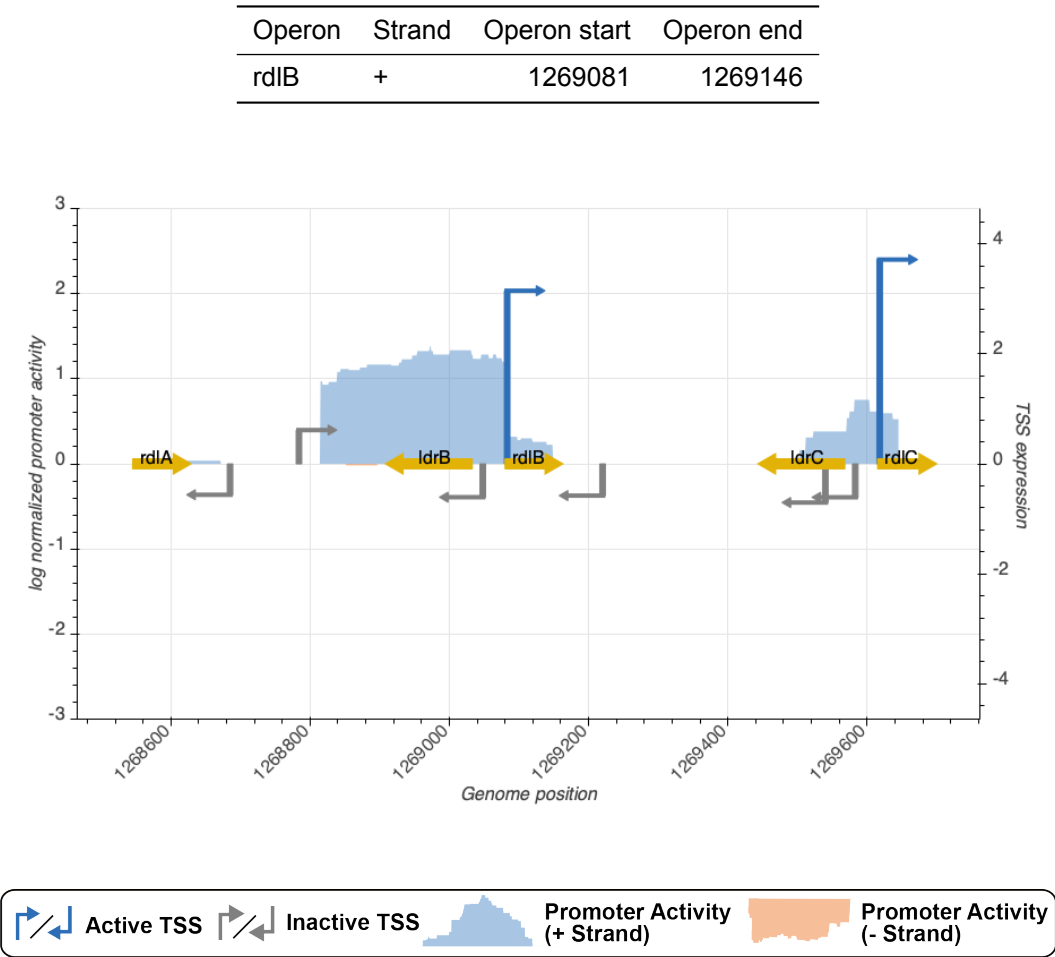 Operon Strand Operon start Operon end
rdlB + 1269081 1269146
3
2
1
0
-1
-2
-3
log normalized promoter activity
4
2
0
-2
-4
TSS expression
rdlA
ldrB
rdlB
ldrC
rdlC
1268600
1268800
1269000
1269200
1269400
1269600
Genome position
Active TSS
Inactive TSS
Promoter Activity
(+ Strand)
Promoter Activity
(- Strand)